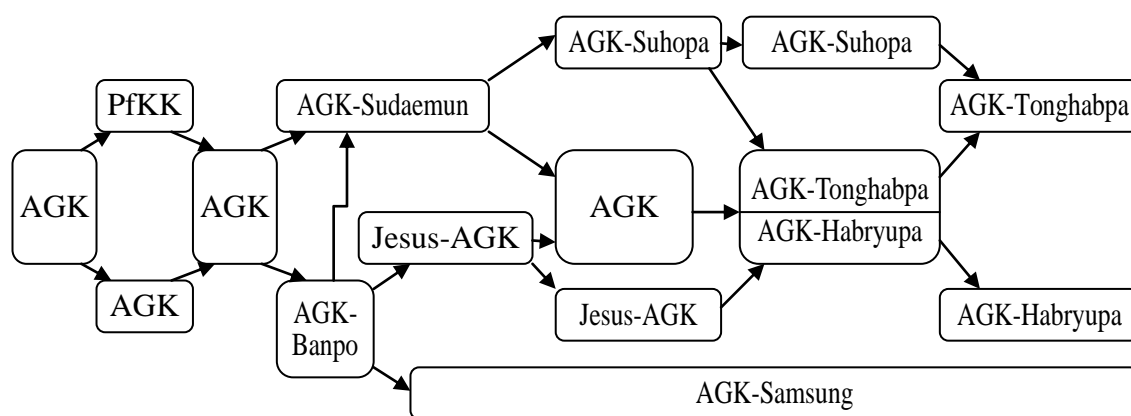 AGK-Suhopa
AGK-Suhopa
PfKK
AGK-Sudaemun
AGK-Tonghabpa
AGK
AGK
AGK
AGK-Tonghabpa
AGK-Habryupa
Jesus-AGK
AGK
AGK-
Banpo
Jesus-AGK
AGK-Habryupa
AGK-Samsung